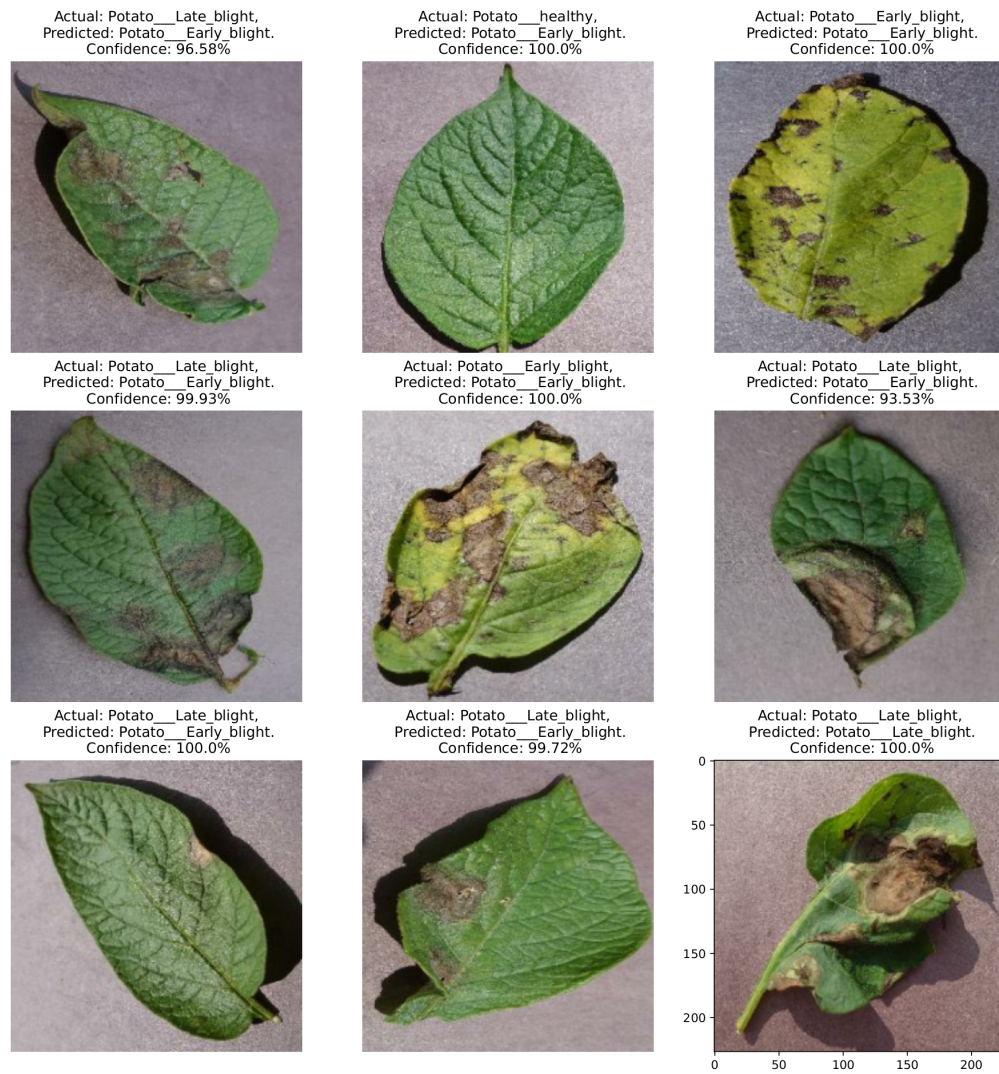 Actual: Potato___Late_blight,
Predicted: Potato___Early_blight.
Confidence: 96.58%
Actual: Potato___healthy,
Predicted: Potato___Early_blight.
Confidence: 100.0%
Actual: Potato___Early_blight,
Predicted: Potato___Early_blight.
Confidence: 100.0%
Actual: Potato___Late_blight,
Predicted: Potato___Early_blight.
Confidence: 99.93%
Actual: Potato___Early_blight,
Predicted: Potato___Early_blight.
Confidence: 100.0%
Actual: Potato___Late_blight,
Predicted: Potato___Early_blight.
Confidence: 93.53%
Actual: Potato___Late_blight,
Predicted: Potato___Early_blight.
Confidence: 100.0%
Actual: Potato___Late_blight,
Predicted: Potato___Early_blight.
Confidence: 99.72%
Actual: Potato___Late_blight,
Predicted: Potato___Late_blight.
Confidence: 100.0%
0
50
100
150
200
0 50 100 150 200